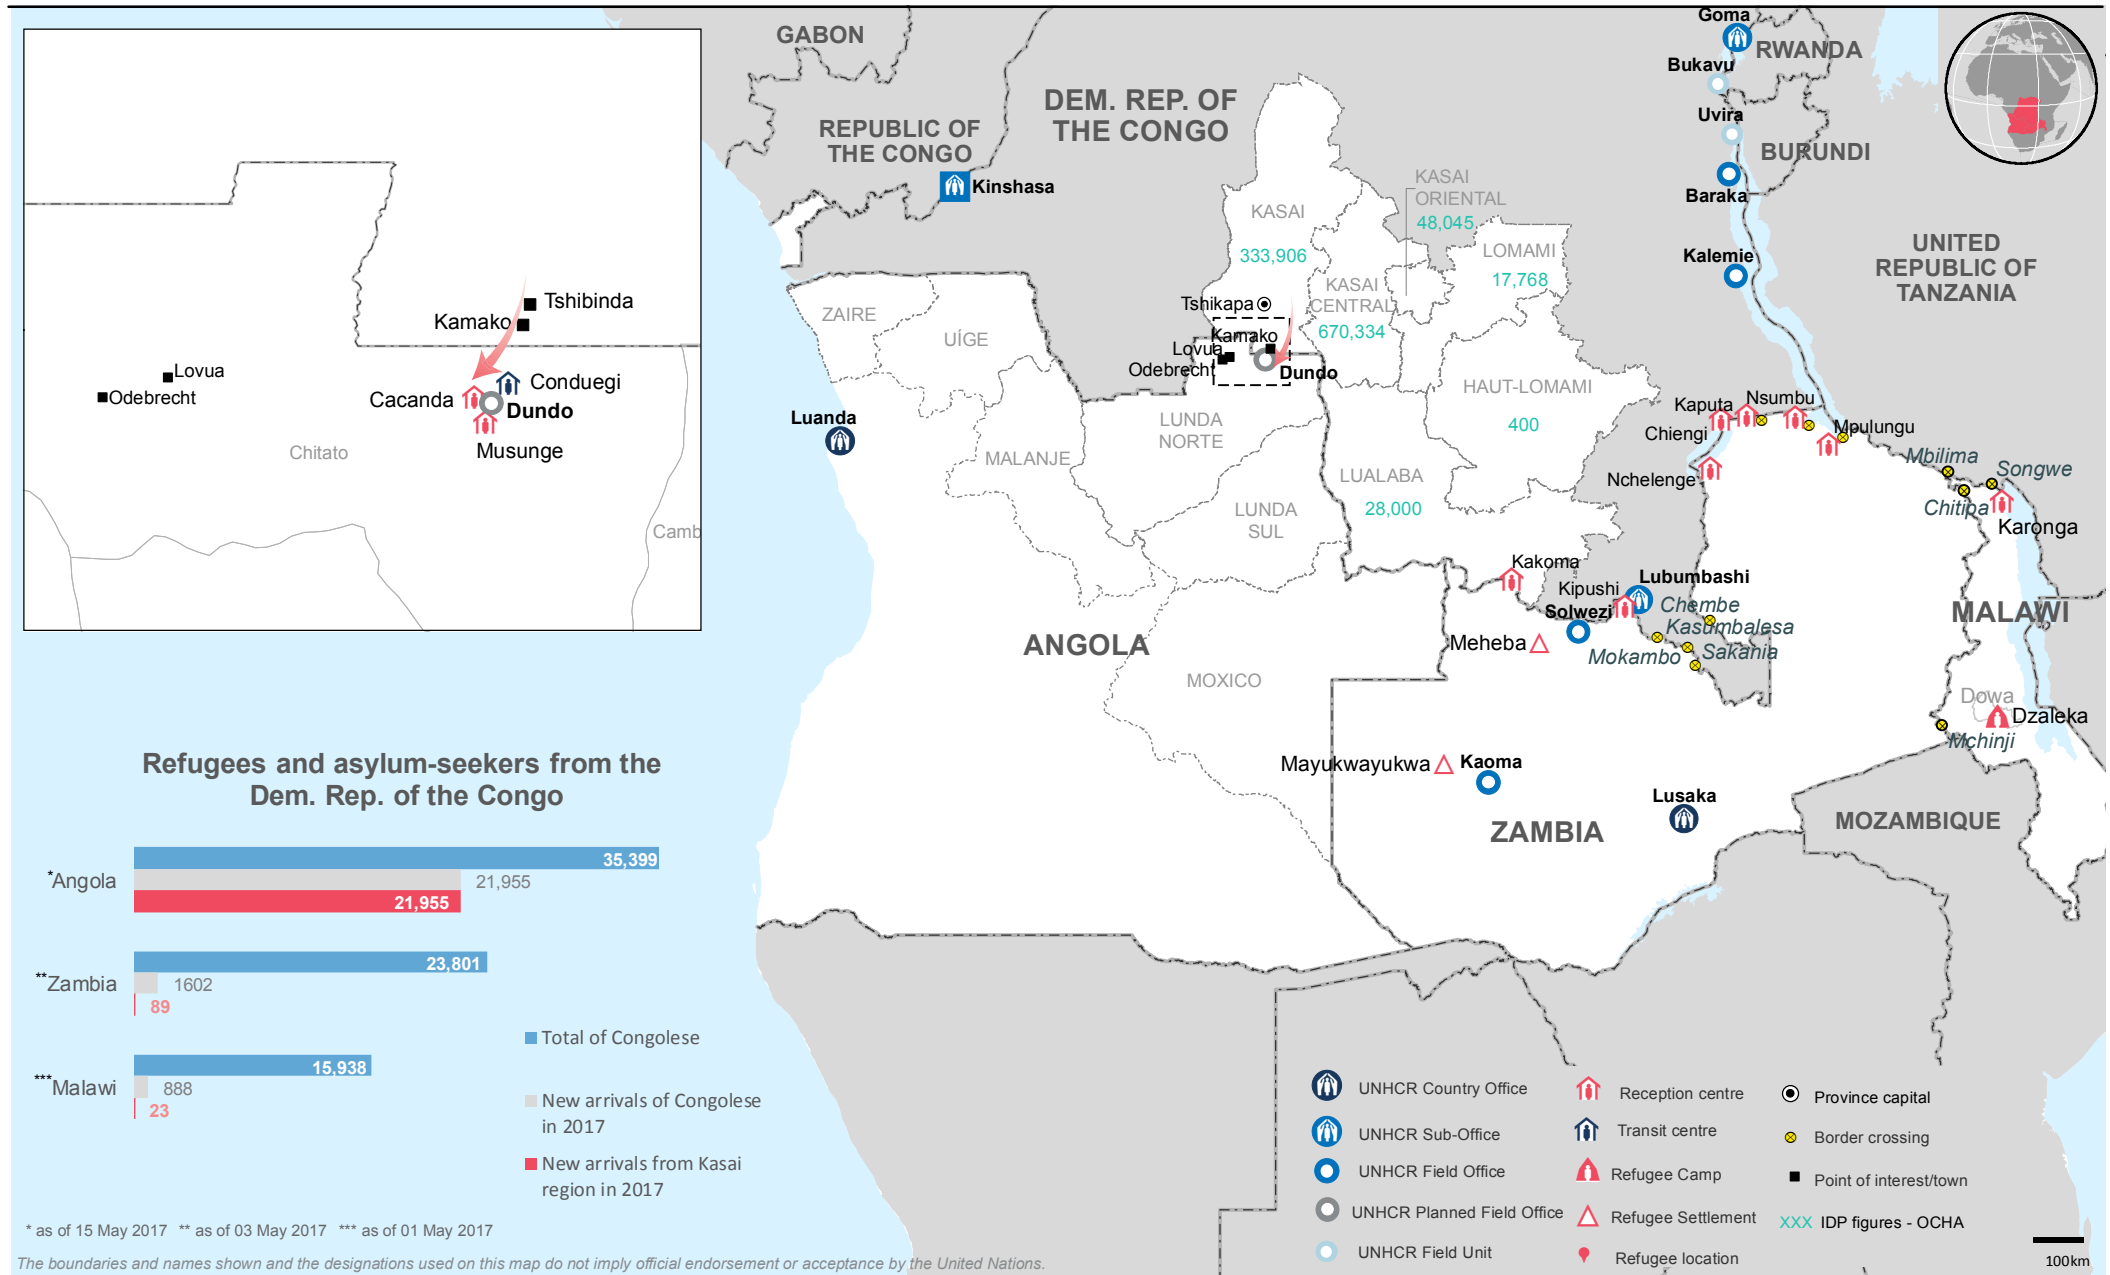 GABON
REPUBLIC OF
THE CONGO
DEM. REP. OF
THE CONGO
Kinshasa
Goma
RWANDA
Bukavu
Uvira
BURUNDI
Baraka
Kalemie
UNITED
REPUBLIC OF
TANZANIA
KASAI
333,906
KASAI
ORIENTAL
48,045
LOMAMI
17,768
KASAI
CENTRAL
670,334
Tshikapa
Kamako
Lovua
Odebrecht
Dundo
HAUT-LOMAMI
400
LUALABA
28,000
ZAIRE
UÍGE
Luanda
MALANJE
LUNDA
NORTE
LUNDA
SUL
ANGOLA
MOXICO
Kaputa
Nsumbu
Chiengi
Mpulungu
Nchelenge
Mbilima
Songwe
Chitipa
Karonga
Kakoma
Kipushi
Lubumbashi
Solwezi
Chembe
Kasumbalesa
Meheba
Mokambo
Sakania
MALAWI
Dowa
Dzaleka
Mchinji
Mayukwayukwa
Kaoma
Lusaka
ZAMBIA
MOZAMBIQUE
Tshibinda
Kamako
Lovua
Odebrecht
Conduegi
Cacanda
Dundo
Musunge
Chitato
Camb
Refugees and asylum-seekers from the
Dem. Rep. of the Congo
*Angola
35,399
21,955
21,955
**Zambia
23,801
1602
89
***Malawi
15,938
888
23
Total of Congolese
New arrivals of Congolese
in 2017
New arrivals from Kasai
region in 2017
* as of 15 May 2017 ** as of 03 May 2017 *** as of 01 May 2017
The boundaries and names shown and the designations used on this map do not imply official endorsement or acceptance by the United Nations.
UNHCR Country Office
UNHCR Sub-Office
UNHCR Field Office
UNHCR Planned Field Office
UNHCR Field Unit
Reception centre
Transit centre
Refugee Camp
Refugee Settlement
Refugee location
Province capital
Border crossing
Point of interest/town
XXX IDP figures - OCHA
100km